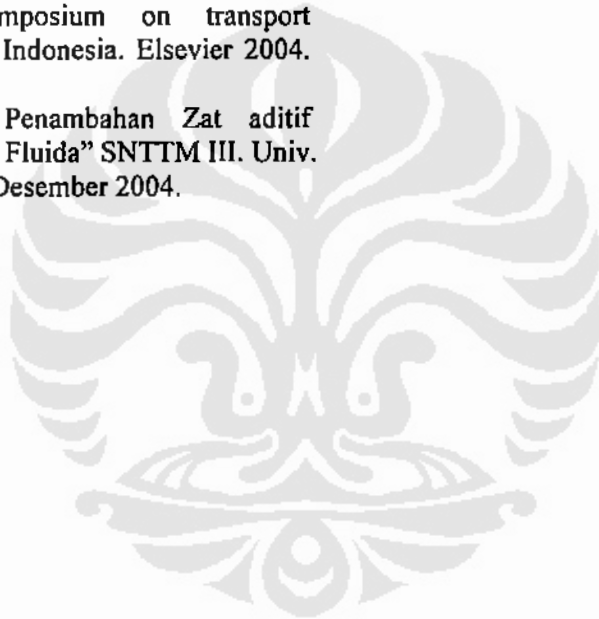 mposium on transport
Indonesia. Elsevier 2004.
Penambahan Zat aditif
Fluida” SNTTM III. Univ.
Desember 2004.